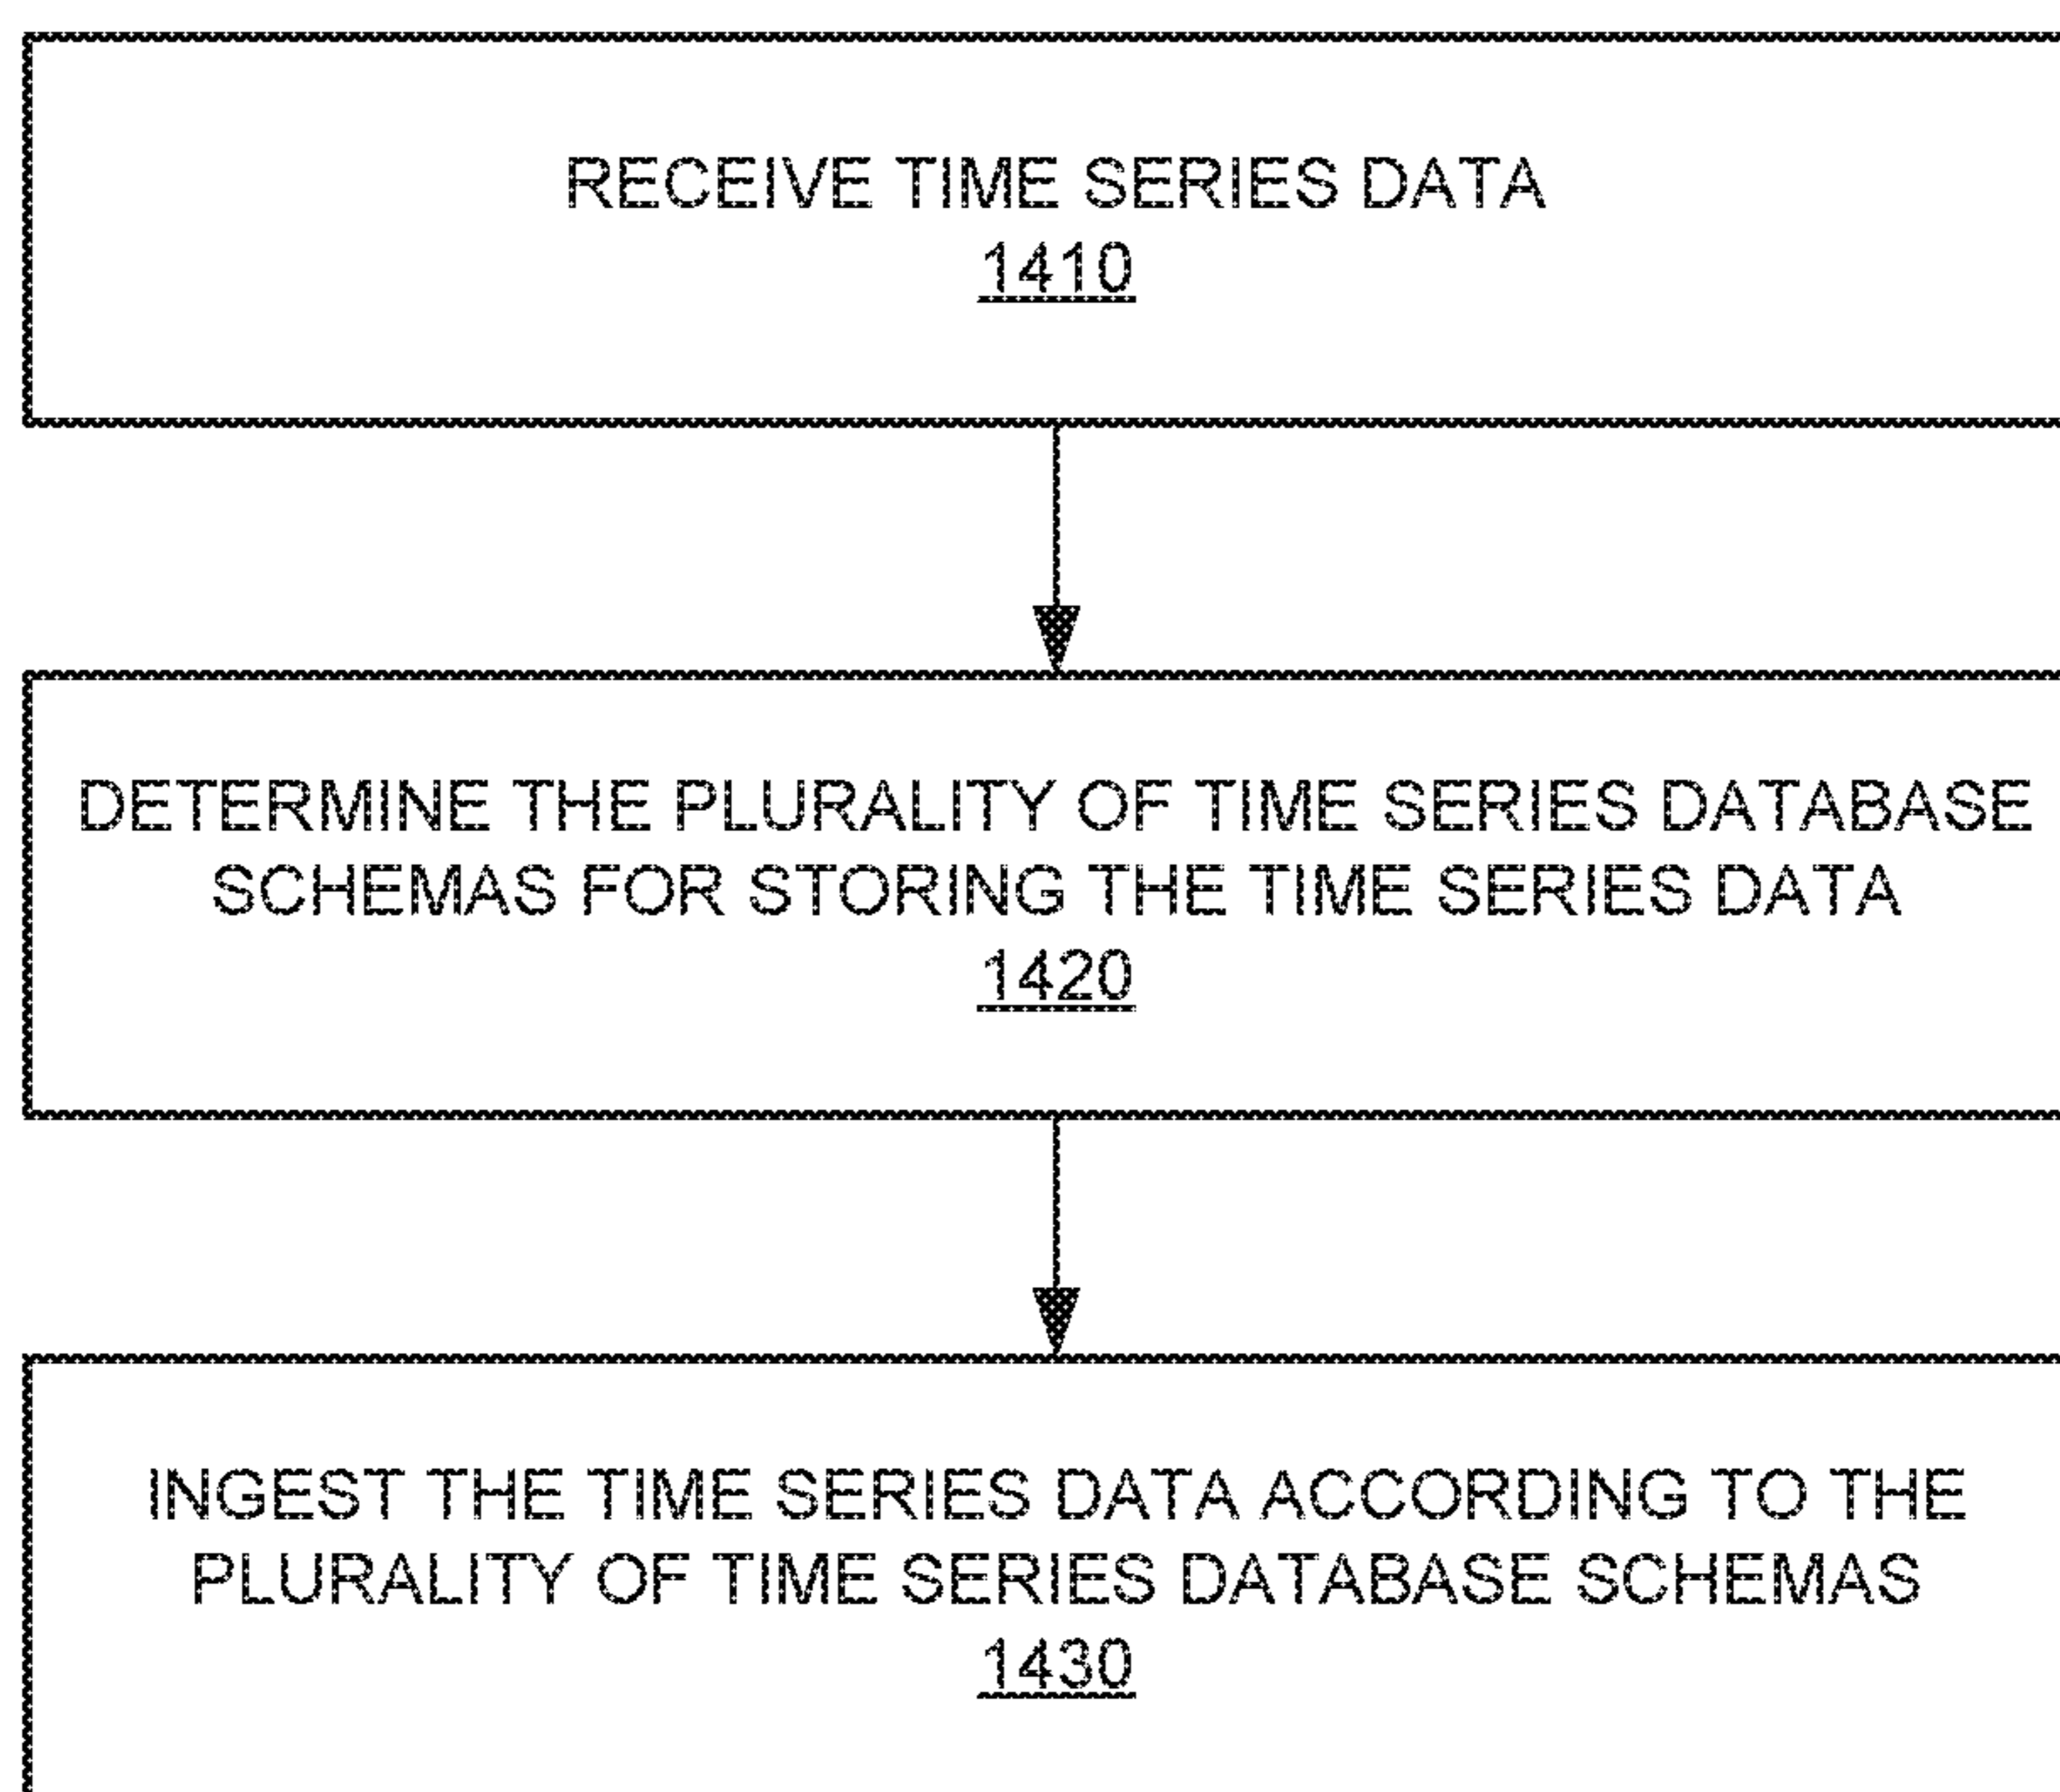 RECEIVE TIME SERIES DATA
1410
DETERMINE THE PLURALITY OF TIME SERIES DATABASE
SCHEMAS FOR STORING THE TIME SERIES DATA
1420
INGEST THE TIME SERIES DATA ACCORDING TO THE
PLURALITY OF TIME SERIES DATABASE SCHEMAS
1430